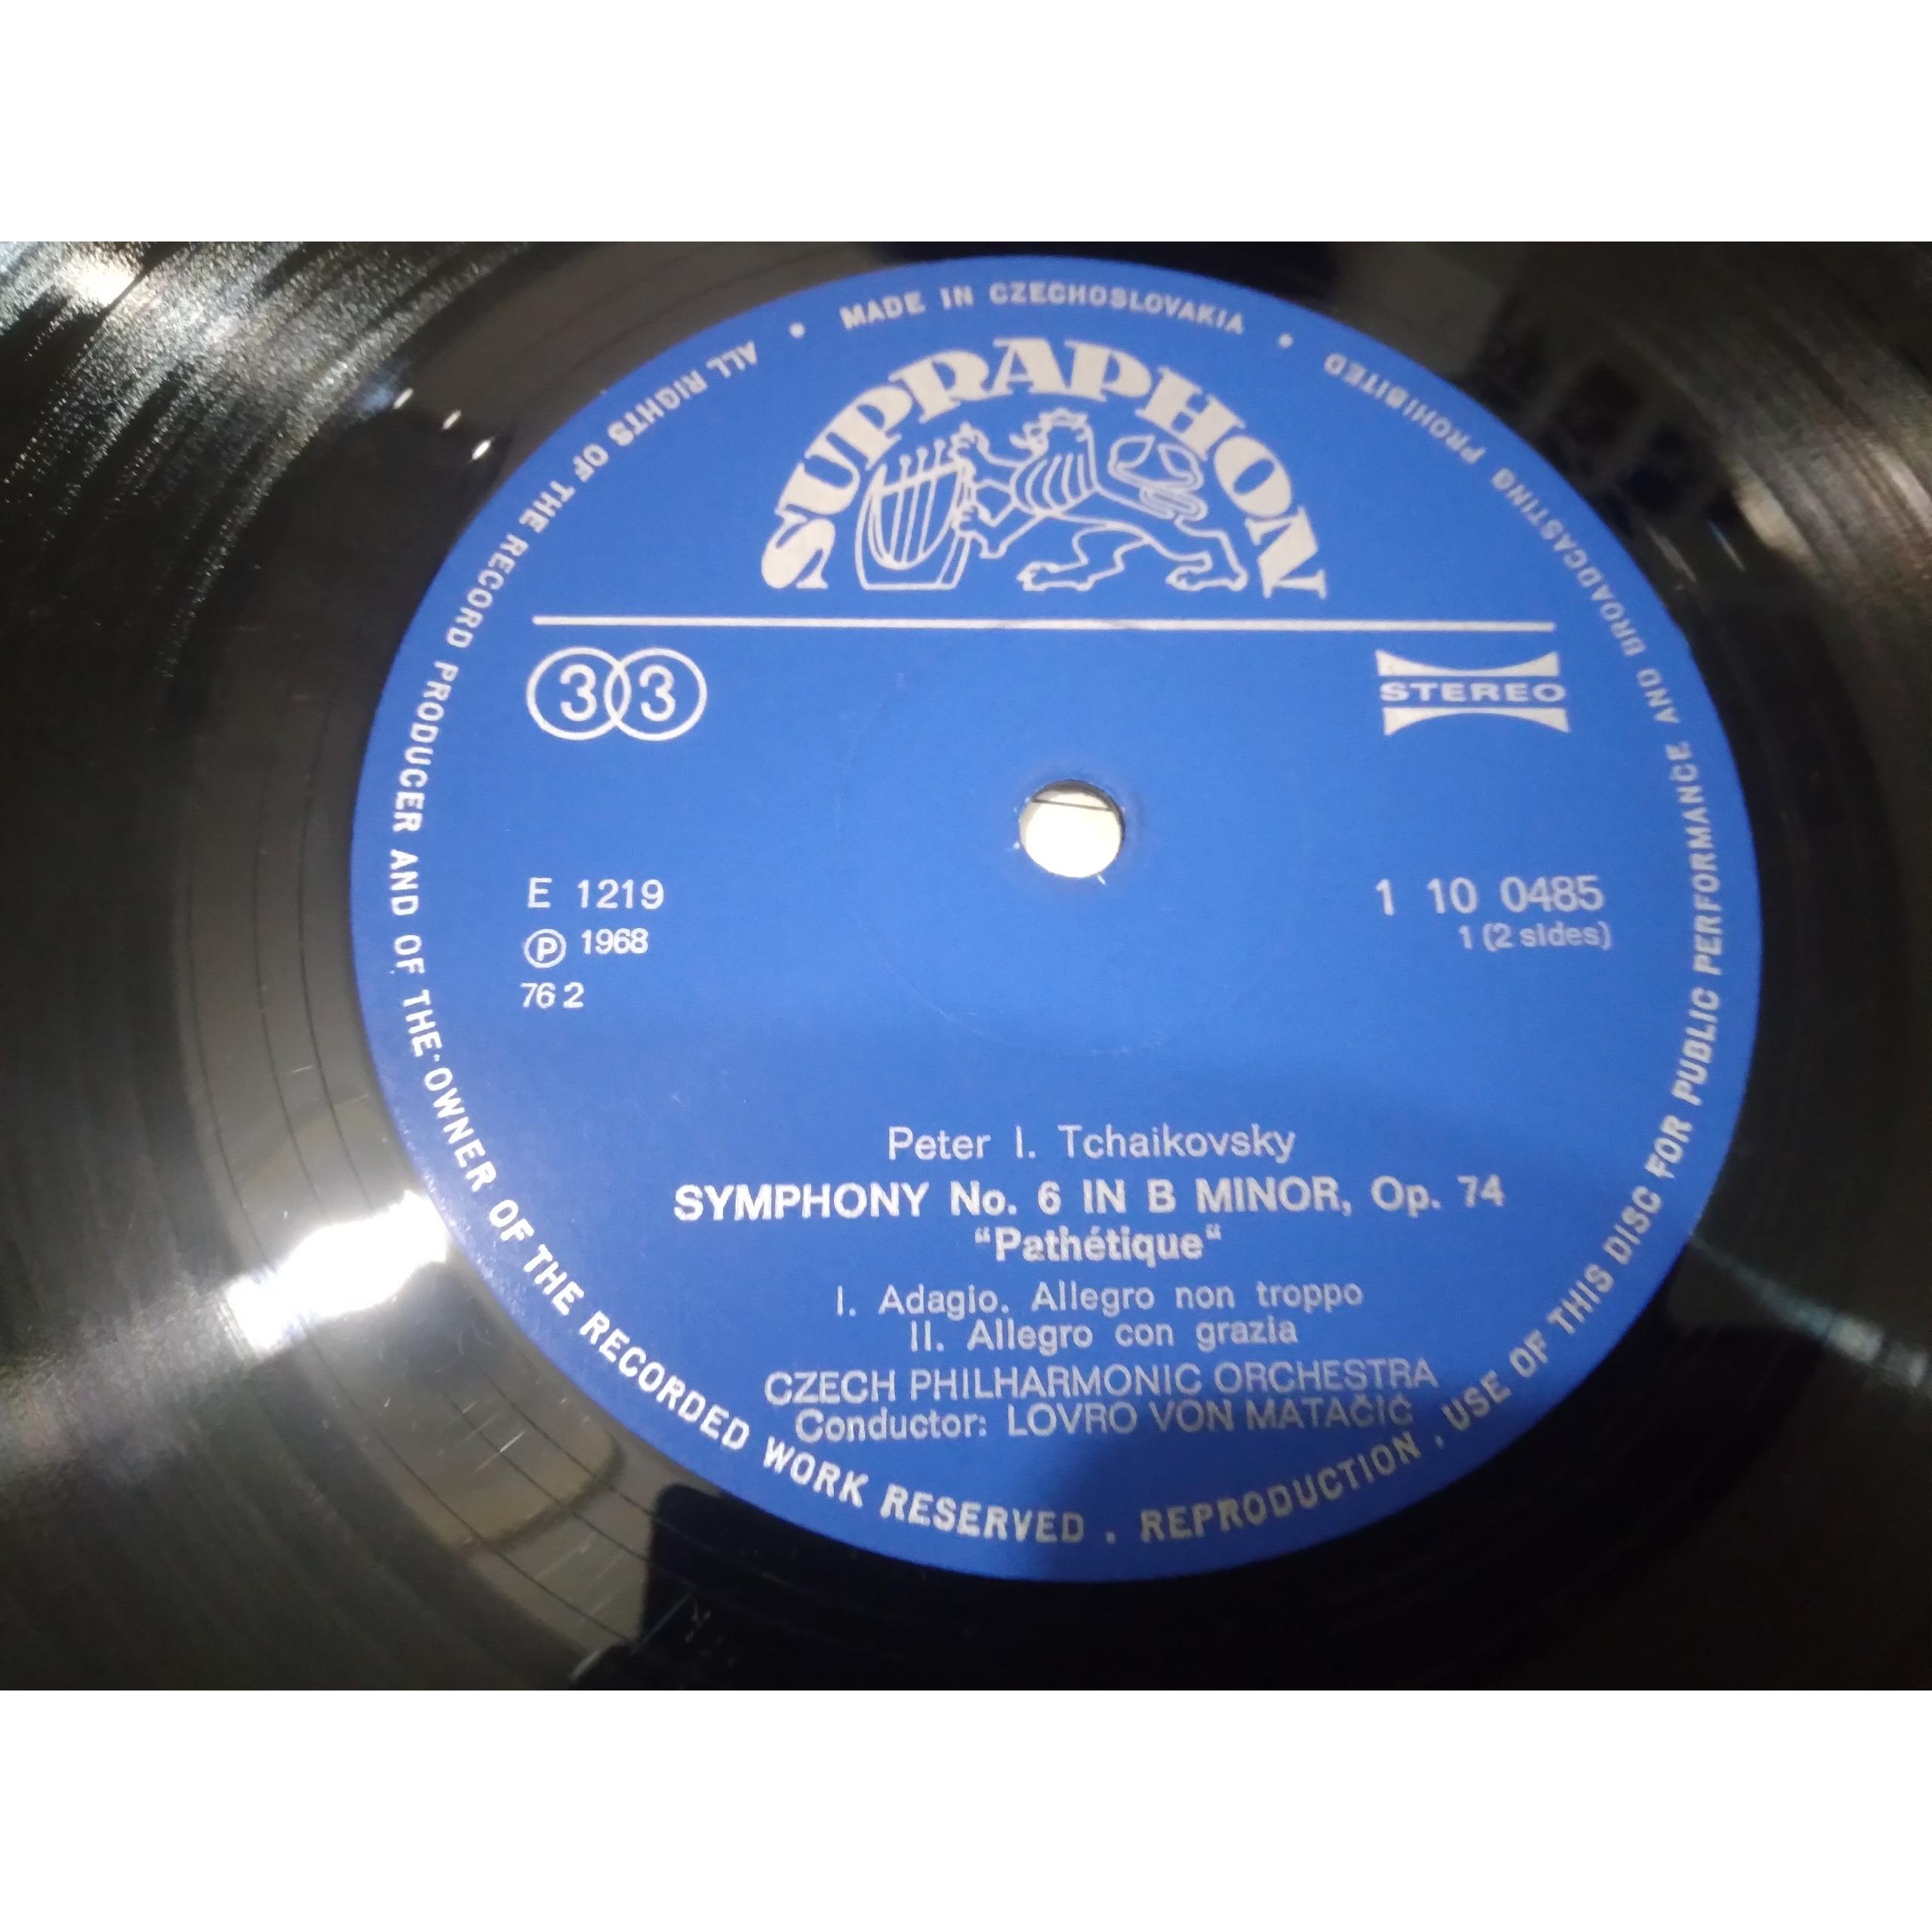 MADE IN CZECHOSLOVAKIA
SUPRAPHON
33
STEREO
E 1219
1 10 0485
℗ 1968
1 (2 sides)
76 2
Peter I. Tchaikovsky
SYMPHONY No. 6 IN B MINOR, Op. 74
“Pathétique“
I. Adagio. Allegro non troppo
II. Allegro con grazia
CZECH PHILHARMONIC ORCHESTRA
Conductor: LOVRO VON MATAČIĆ
ALL RIGHTS OF THE RECORD PRODUCER AND OF THE OWNER OF THE RECORDED WORK RESERVED . REPRODUCTION . USE OF THIS DISC FOR PUBLIC PERFORMANCE AND BROADCASTING PROHIBITED